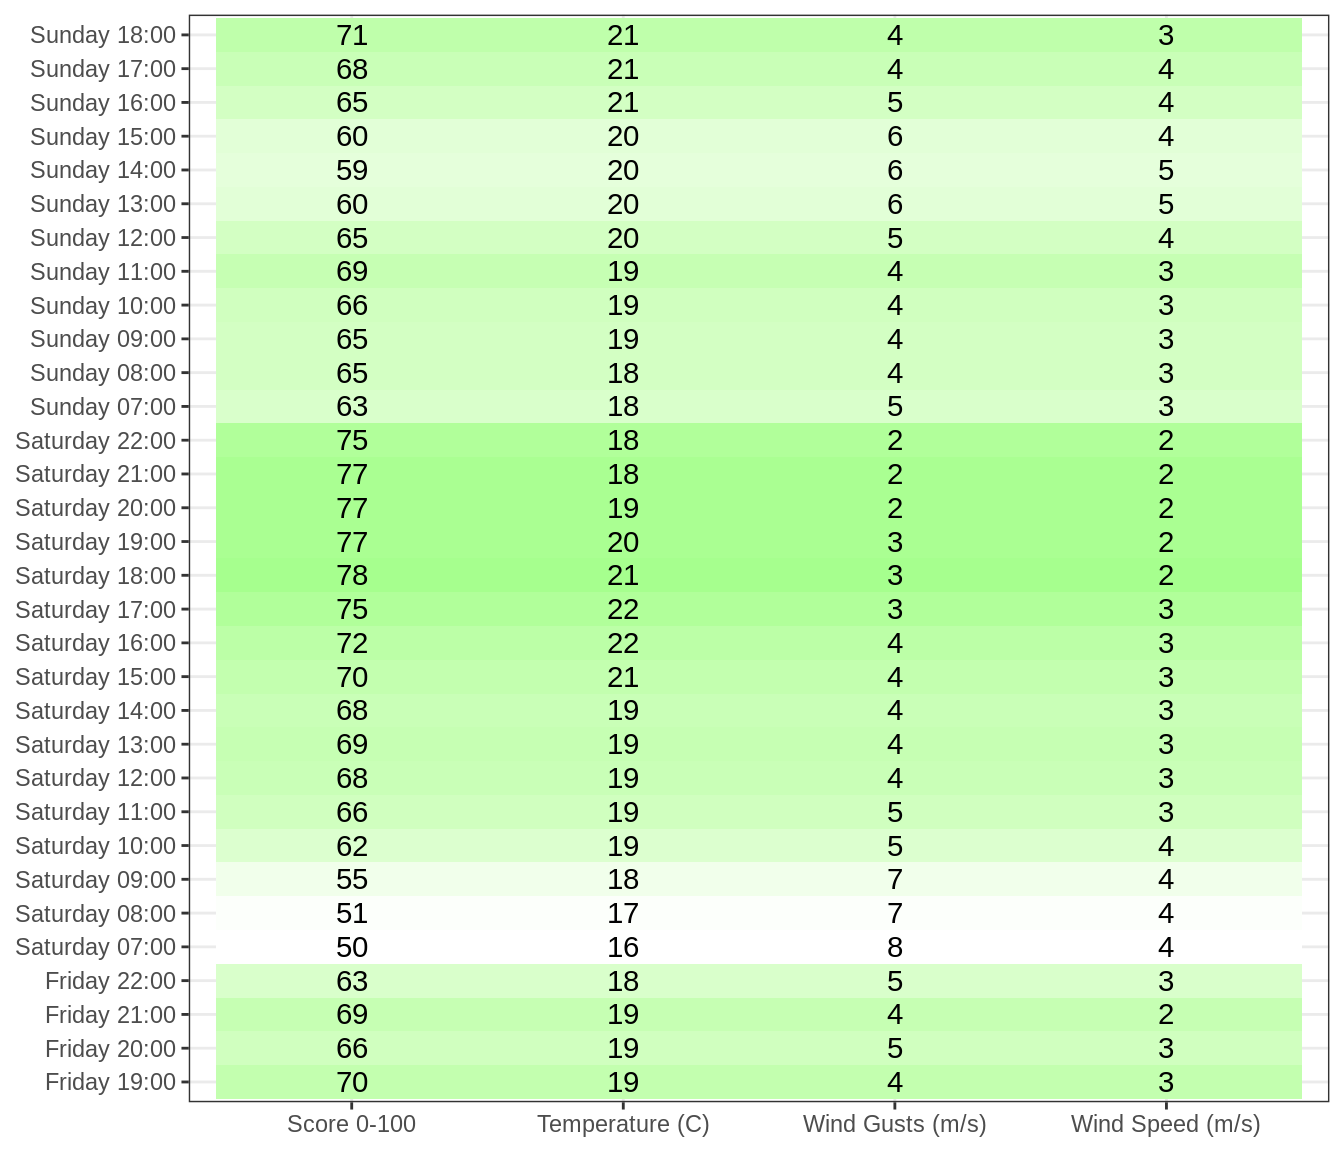 Sunday 18:00 71 21 4 3
Sunday 17:00 68 21 4 4
Sunday 16:00 65 21 5 4
Sunday 15:00 60 20 6 4
Sunday 14:00 59 20 6 5
Sunday 13:00 60 20 6 5
Sunday 12:00 65 20 5 4
Sunday 11:00 69 19 4 3
Sunday 10:00 66 19 4 3
Sunday 09:00 65 19 4 3
Sunday 08:00 65 18 4 3
Sunday 07:00 63 18 5 3
Saturday 22:00 75 18 2 2
Saturday 21:00 77 18 2 2
Saturday 20:00 77 19 2 2
Saturday 19:00 77 20 3 2
Saturday 18:00 78 21 3 2
Saturday 17:00 75 22 3 3
Saturday 16:00 72 22 4 3
Saturday 15:00 70 21 4 3
Saturday 14:00 68 19 4 3
Saturday 13:00 69 19 4 3
Saturday 12:00 68 19 4 3
Saturday 11:00 66 19 5 3
Saturday 10:00 62 19 5 4
Saturday 09:00 55 18 7 4
Saturday 08:00 51 17 7 4
Saturday 07:00 50 16 8 4
Friday 22:00 63 18 5 3
Friday 21:00 69 19 4 2
Friday 20:00 66 19 5 3
Friday 19:00 70 19 4 3
Score 0-100 Temperature (C) Wind Gusts (m/s) Wind Speed (m/s)